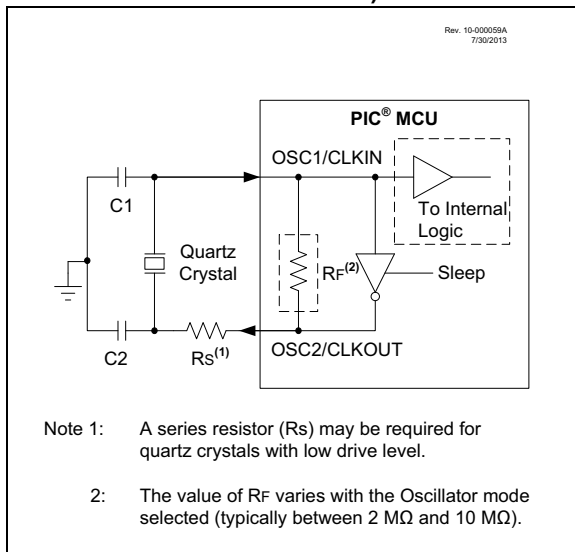 Rev. 10-000059A
7/30/2013
PIC® MCU
OSC1/CLKIN
C1
To Internal
Logic
Quartz
Crystal
RF(2)
Sleep
C2
RS(1)
OSC2/CLKOUT
Note 1: A series resistor (Rs) may be required for
quartz crystals with low drive level.
2: The value of RF varies with the Oscillator mode
selected (typically between 2 MΩ and 10 MΩ).